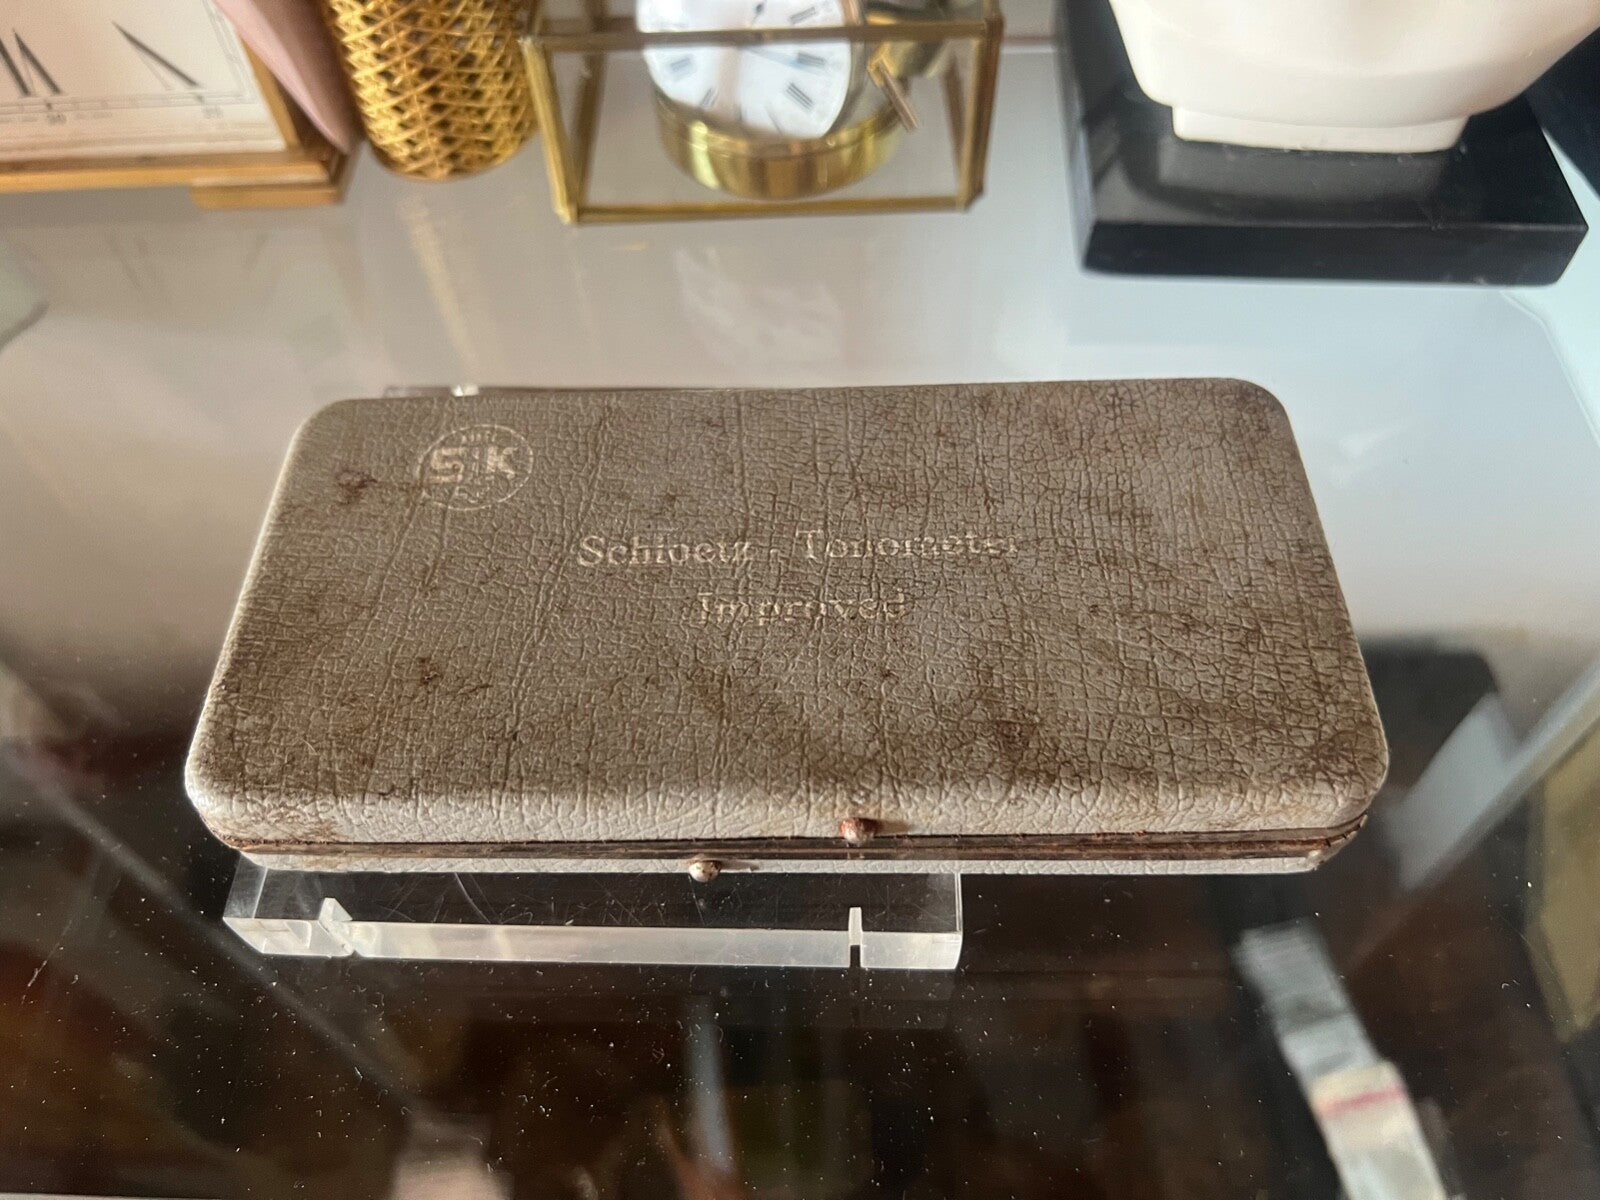 SK
Schioetz - Tonometer
Improved